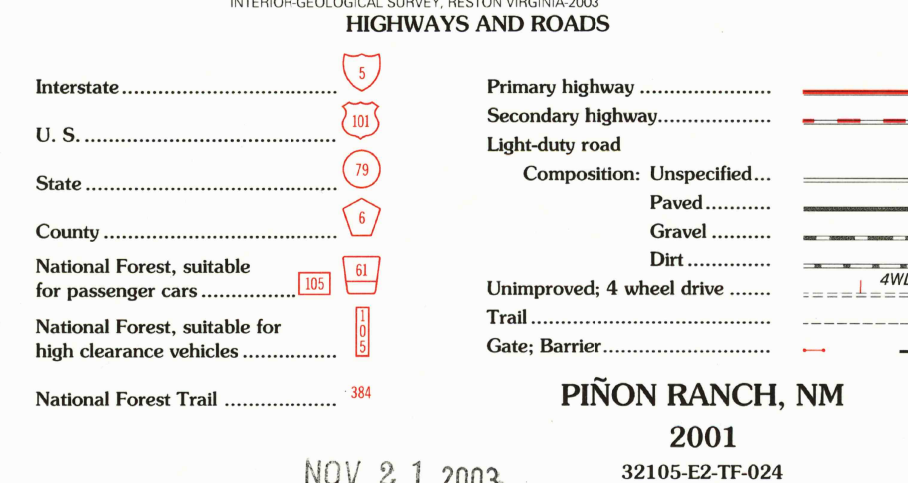 INTERIOR-GEOLOGICAL SURVEY, RESTON VIRGINIA-2003
HIGHWAYS AND ROADS
Interstate 5
U. S. 101
State 79
County 6
National Forest, suitable
for passenger cars 105 61
National Forest, suitable for
high clearance vehicles 105
National Forest Trail 384
Primary highway
Secondary highway
Light-duty road
Composition: Unspecified
Paved
Gravel
Dirt
Unimproved; 4 wheel drive 4WD
Trail
Gate; Barrier
PIÑON RANCH, NM
2001
32105-E2-TF-024
NOV 21 2003